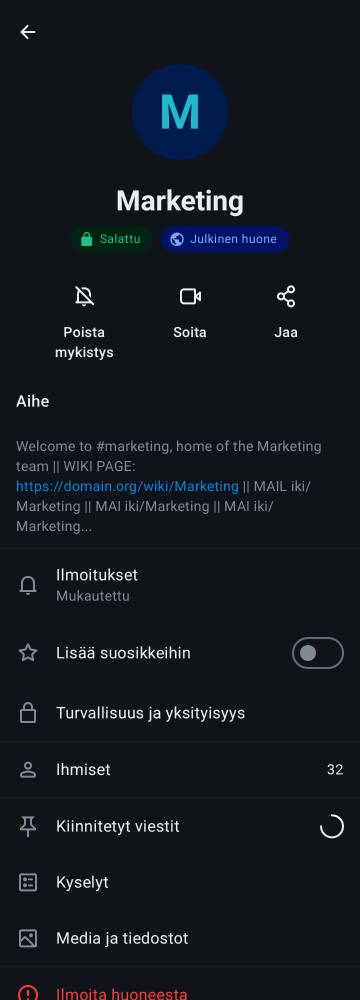 M
Marketing
Salattu Julkinen huone
Poista
mykistys
Soita
Jaa
Aihe
Welcome to #marketing, home of the Marketing
team || WIKI PAGE:
https://domain.org/wiki/Marketing || MAIL iki/
Marketing || MAI iki/Marketing || MAI iki/
Marketing...
Ilmoitukset
Mukautettu
Lisää suosikkeihin
Turvallisuus ja yksityisyys
Ihmiset 32
Kiinnitetyt viestit
Kyselyt
Media ja tiedostot
Ilmoita huoneesta